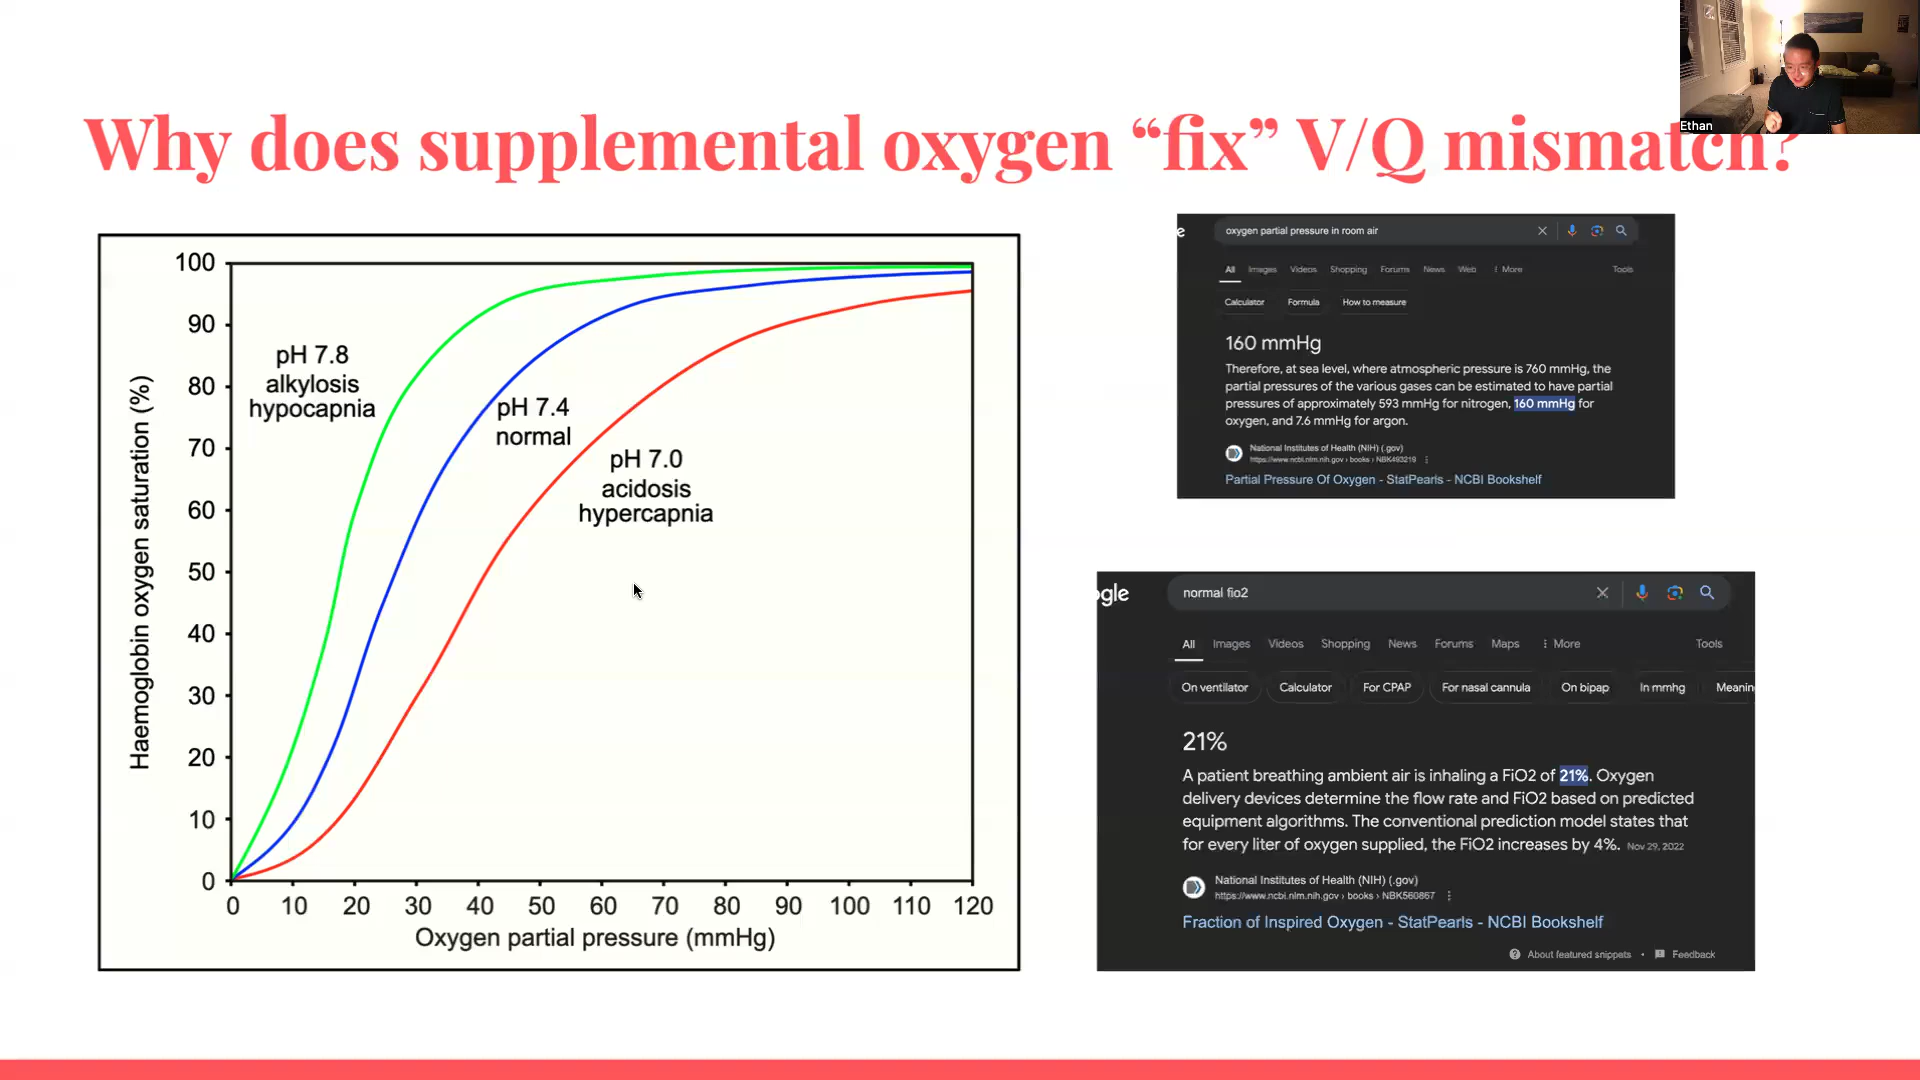 Why does supplemental oxygen “fix” V/Q mismatch?
Ethan
100
90
80
70
60
50
40
30
20
10
0
Haemoglobin oxygen saturation (%)
pH 7.8
alkylosis
hypocapnia
pH 7.4
normal
pH 7.0
acidosis
hypercapnia
0 10 20 30 40 50 60 70 80 90 100 110 120
Oxygen partial pressure (mmHg)
e oxygen partial pressure in room air
All Images Videos Shopping Forums News Web More Tools
Calculator Formula How to measure
160 mmHg
Therefore, at sea level, where atmospheric pressure is 760 mmHg, the
partial pressures of the various gases can be estimated to have partial
pressures of approximately 593 mmHg for nitrogen, 160 mmHg for
oxygen, and 7.6 mmHg for argon.
National Institutes of Health (NIH) (.gov)
https://www.ncbi.nlm.nih.gov › books › NBK493219
Partial Pressure Of Oxygen - StatPearls - NCBI Bookshelf
ogle normal fio2
All Images Videos Shopping News Forums Maps More Tools
On ventilator Calculator For CPAP For nasal cannula On bipap In mmhg Meanin
21%
A patient breathing ambient air is inhaling a FiO2 of 21%. Oxygen
delivery devices determine the flow rate and FiO2 based on predicted
equipment algorithms. The conventional prediction model states that
for every liter of oxygen supplied, the FiO2 increases by 4%. Nov 29, 2022
National Institutes of Health (NIH) (.gov)
https://www.ncbi.nlm.nih.gov › books › NBK560867
Fraction of Inspired Oxygen - StatPearls - NCBI Bookshelf
About featured snippets • Feedback